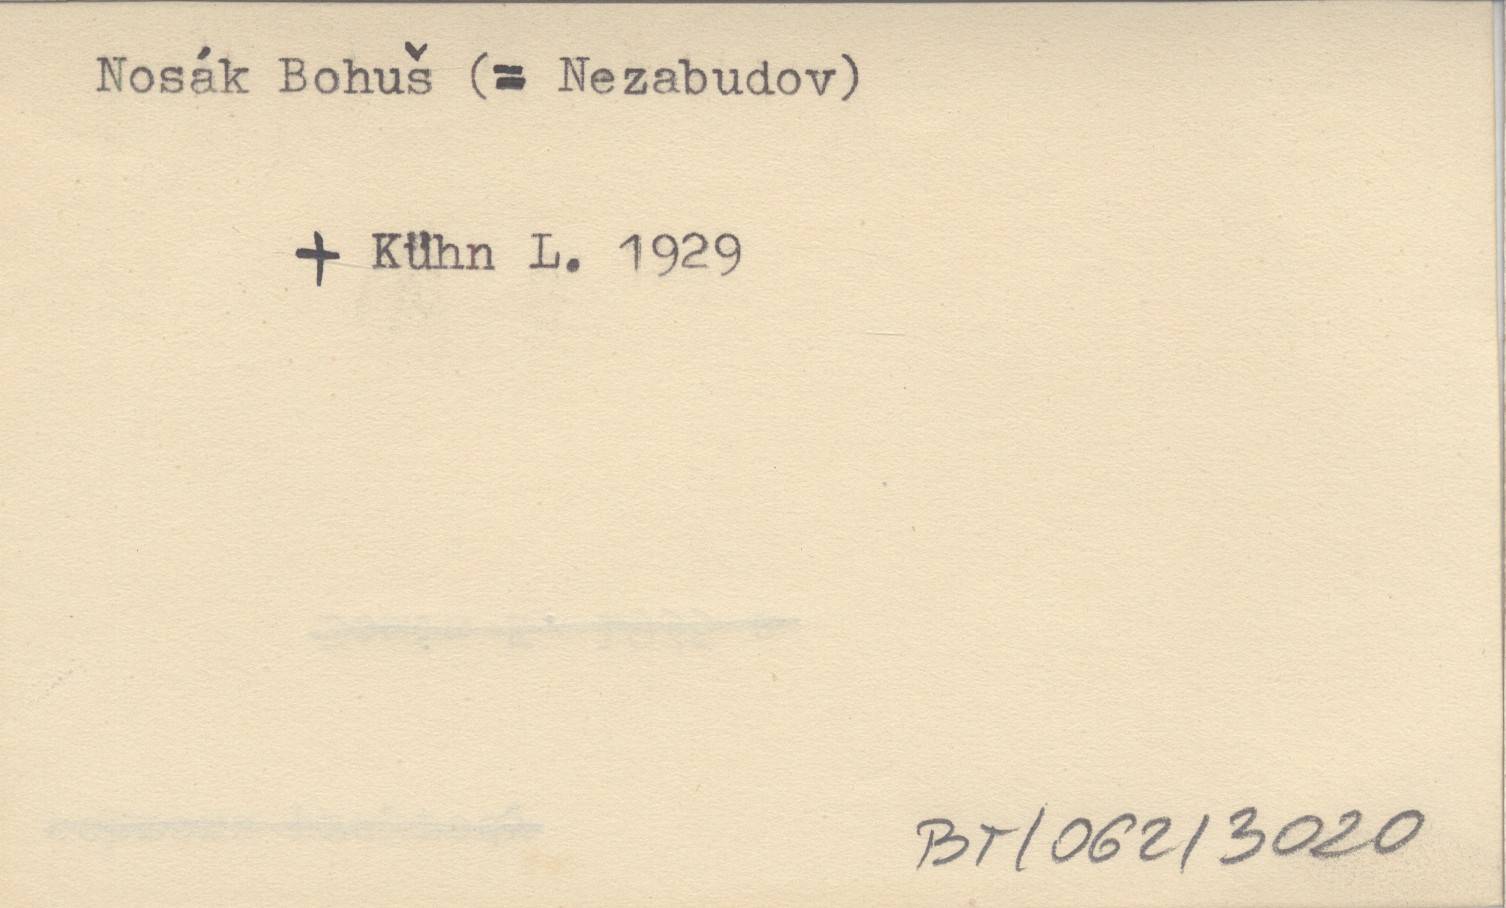 Nosák Bohuš (= Nezabudov)
+ Kühn L. 1929
BT/062/3020